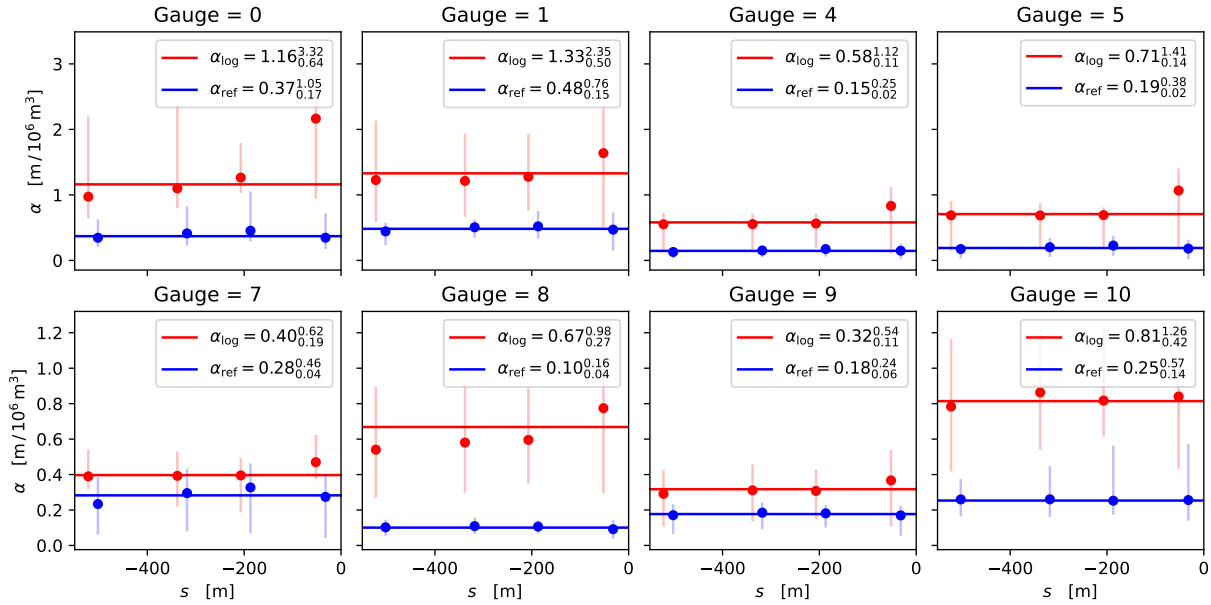 Gauge = 0
Gauge = 1
Gauge = 4
Gauge = 5
α_log = 1.16^3.32_0.64
α_ref = 0.37^1.05_0.17
α_log = 1.33^2.35_0.50
α_ref = 0.48^0.76_0.15
α_log = 0.58^1.12_0.11
α_ref = 0.15^0.25_0.02
α_log = 0.71^1.41_0.14
α_ref = 0.19^0.38_0.02
α [m / 10^6 m^3]
3
2
1
0
Gauge = 7
Gauge = 8
Gauge = 9
Gauge = 10
α_log = 0.40^0.62_0.19
α_ref = 0.28^0.46_0.04
α_log = 0.67^0.98_0.27
α_ref = 0.10^0.16_0.04
α_log = 0.32^0.54_0.11
α_ref = 0.18^0.24_0.06
α_log = 0.81^1.26_0.42
α_ref = 0.25^0.57_0.14
α [m / 10^6 m^3]
1.2
1.0
0.8
0.6
0.4
0.2
0.0
−400 −200 0
−400 −200 0
−400 −200 0
−400 −200 0
s [m]
s [m]
s [m]
s [m]